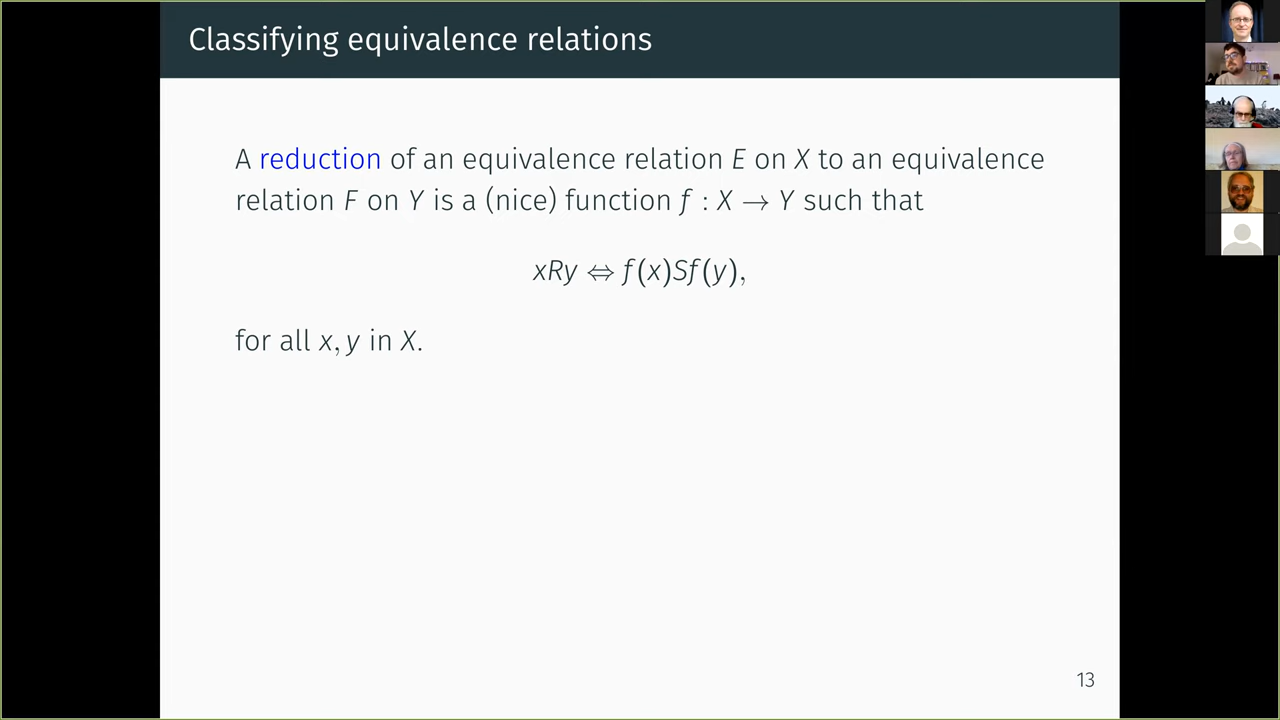 Classifying equivalence relations
A reduction of an equivalence relation E on X to an equivalence
relation F on Y is a (nice) function f : X → Y such that
xRy ⇔ f(x)Sf(y),
for all x, y in X.
13